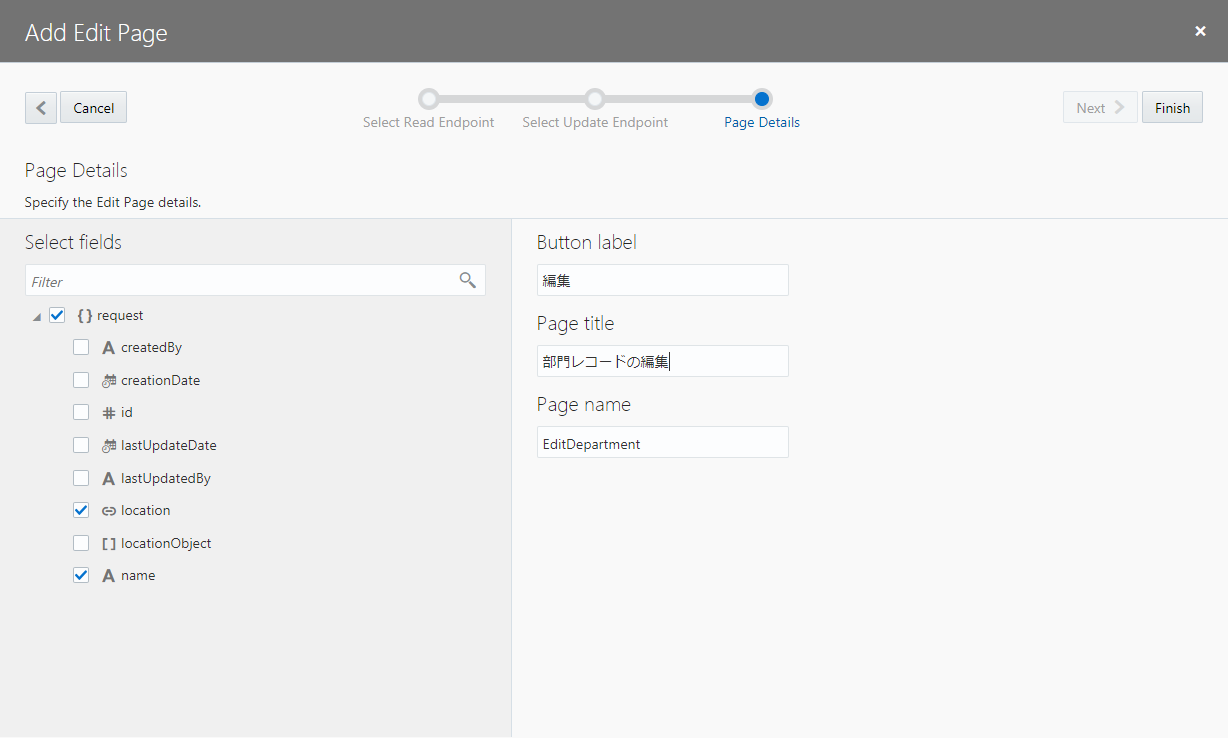 Add Edit Page
Cancel
Select Read Endpoint
Select Update Endpoint
Page Details
Next
Finish
Page Details
Specify the Edit Page details.
Select fields
Filter
request
A createdBy
creationDate
# id
lastUpdateDate
A lastUpdatedBy
location
[ ] locationObject
A name
Button label
編集
Page title
部門レコードの編集
Page name
EditDepartment